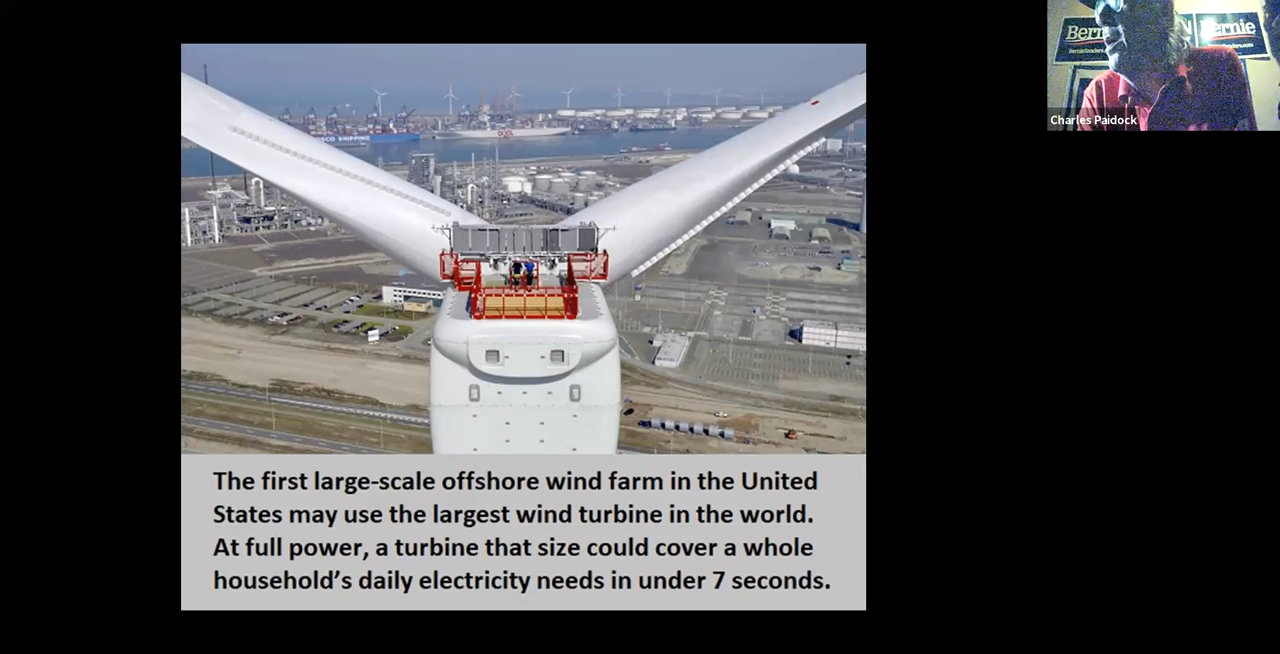 Bern
Bernie
Charles Paidock
The first large-scale offshore wind farm in the United
States may use the largest wind turbine in the world.
At full power, a turbine that size could cover a whole
household's daily electricity needs in under 7 seconds.